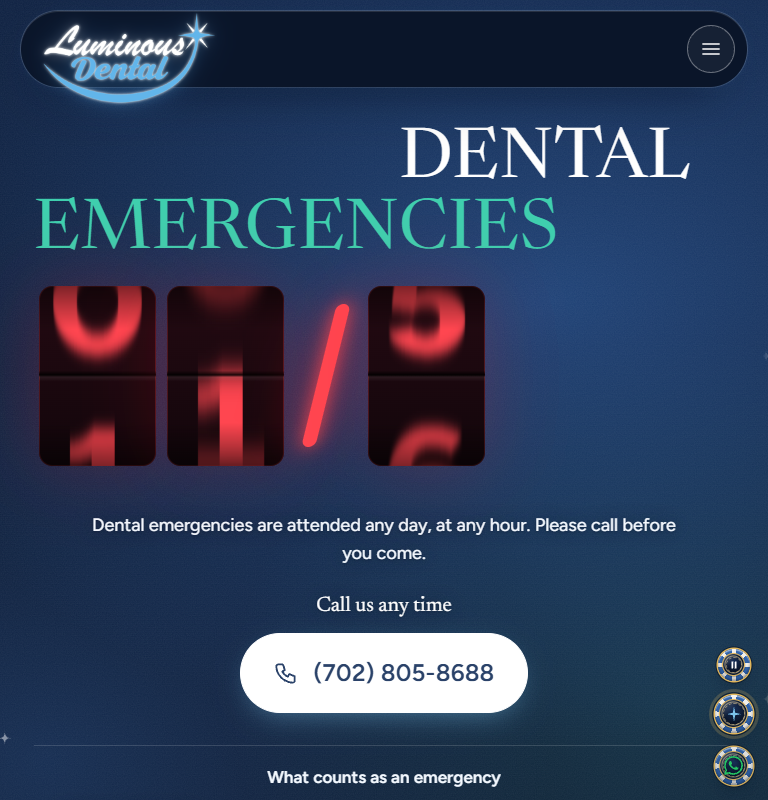 Luminous
Dental
DENTAL
EMERGENCIES
/
Dental emergencies are attended any day, at any hour. Please call before
you come.
Call us any time
(702) 805-8688
What counts as an emergency